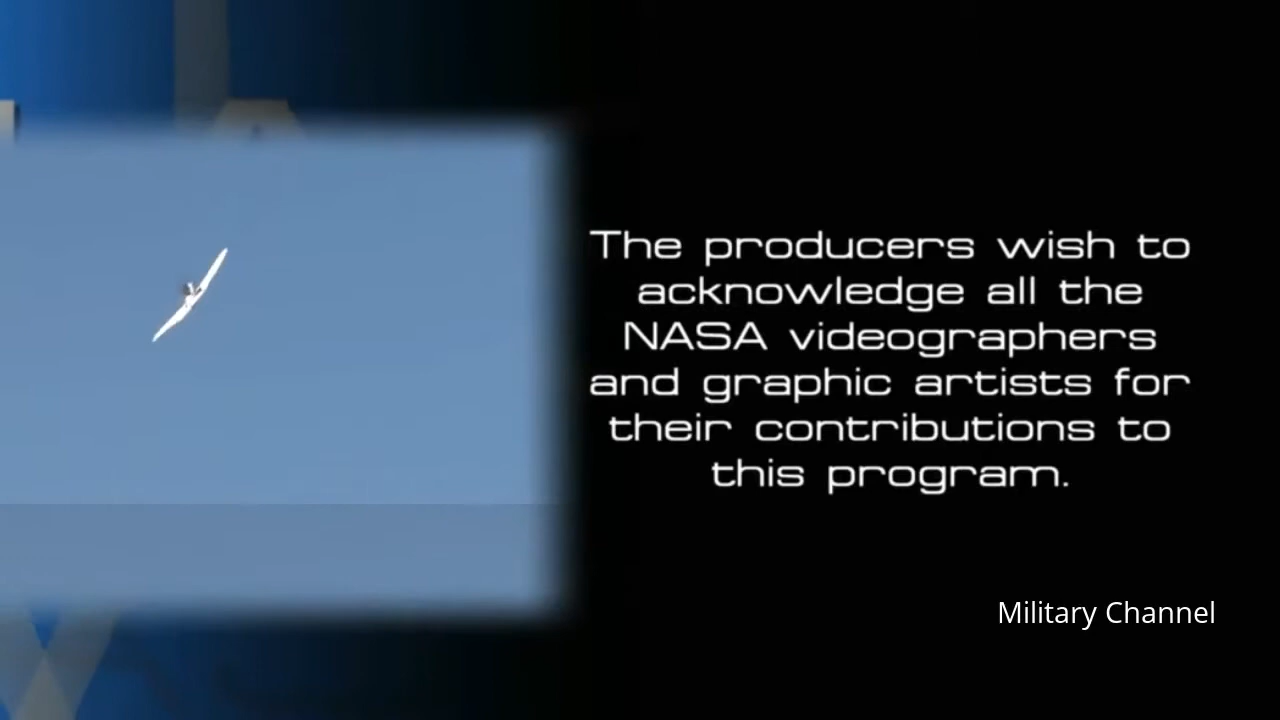 The producers wish to
acknowledge all the
NASA videographers
and graphic artists for
their contributions to
this program.
Military Channel